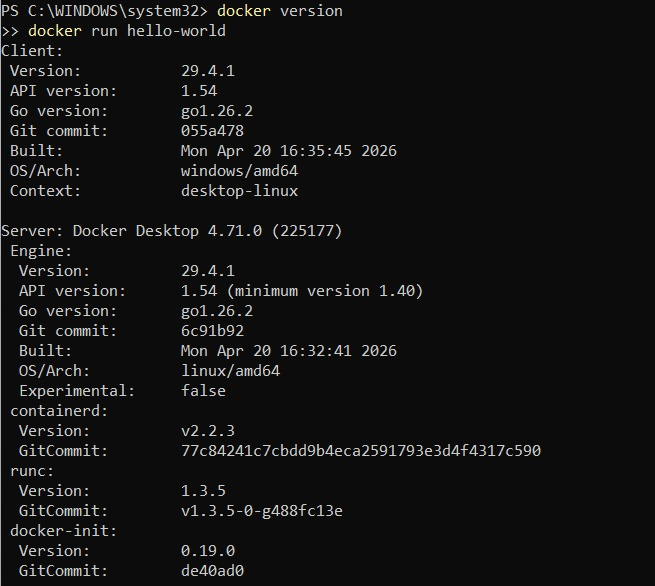 PS C:\WINDOWS\system32> docker version
>> docker run hello-world
Client:
 Version:           29.4.1
 API version:       1.54
 Go version:        go1.26.2
 Git commit:        055a478
 Built:             Mon Apr 20 16:35:45 2026
 OS/Arch:           windows/amd64
 Context:           desktop-linux

Server: Docker Desktop 4.71.0 (225177)
 Engine:
  Version:          29.4.1
  API version:      1.54 (minimum version 1.40)
  Go version:       go1.26.2
  Git commit:       6c91b92
  Built:            Mon Apr 20 16:32:41 2026
  OS/Arch:          linux/amd64
  Experimental:     false
 containerd:
  Version:          v2.2.3
  GitCommit:        77c84241c7cbdd9b4eca2591793e3d4f4317c590
 runc:
  Version:          1.3.5
  GitCommit:        v1.3.5-0-g488fc13e
 docker-init:
  Version:          0.19.0
  GitCommit:        de40ad0